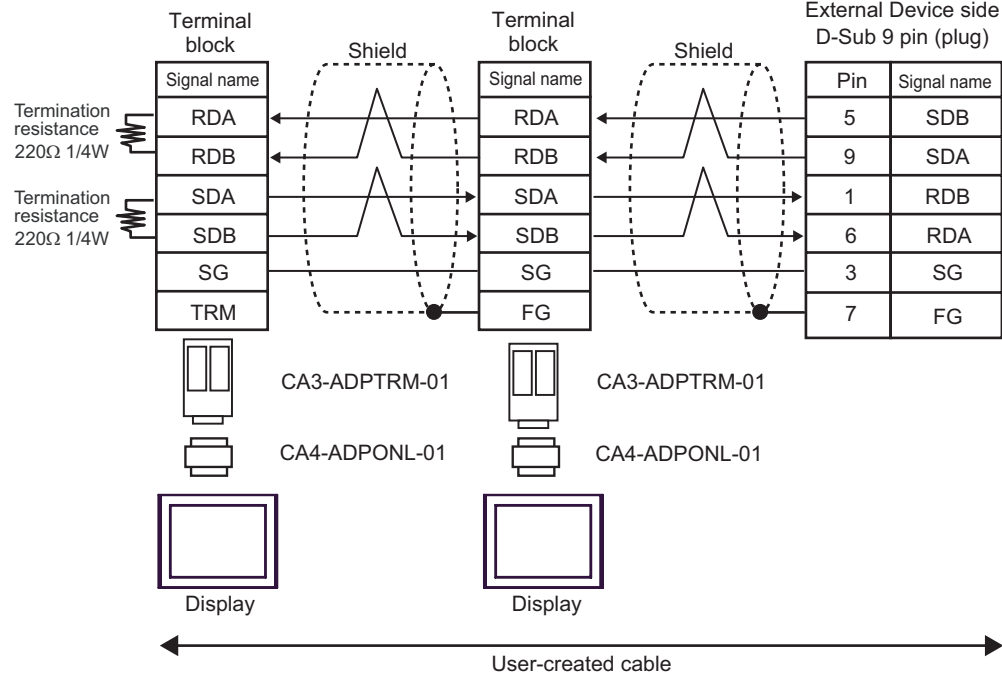 Terminal
block
Shield
Terminal
block
Shield
External Device side
D-Sub 9 pin (plug)
Signal name
Signal name
Pin Signal name
Termination
resistance
220Ω 1/4W
RDA
RDA
5 SDB
RDB
RDB
9 SDA
Termination
resistance
220Ω 1/4W
SDA
SDA
1 RDB
SDB
SDB
6 RDA
SG
SG
3 SG
TRM
FG
7 FG
CA3-ADPTRM-01
CA3-ADPTRM-01
CA4-ADPONL-01
CA4-ADPONL-01
Display
Display
User-created cable